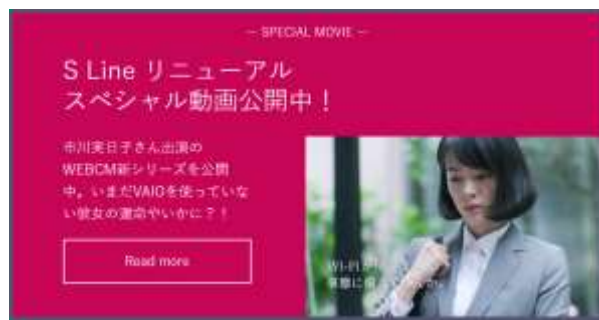 — SPECIAL MOVIE —
S Line リニューアル
スペシャル動画公開中！
市川実日子さん出演の
WEBCM新シリーズを公開
中。いまだVAIOを使っていな
い彼女の運命やいかに？！
Read more